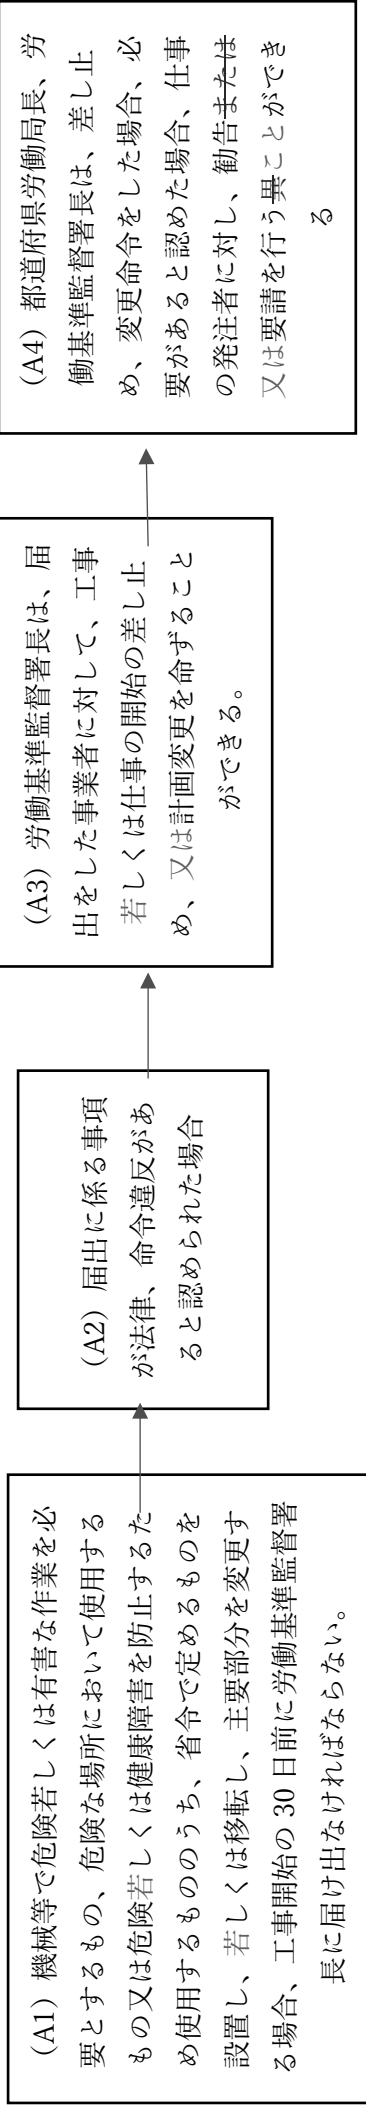 （A1）機械等で危険若しくは有害な作業を必
要とするもの、危険な場所において使用する
もの又は危険若しくは健康障害を防止するた
め使用するもののうち、省令で定めるものを
設置し、若しくは移転し、主要部分を変更す
る場合、工事開始の 30 日前に労働基準監督署
長に届け出なければならない。
（A2）届出に係る事項
が法律、命令違反があ
ると認められた場合
（A3）労働基準監督署長は、届
出をした事業者に対して、工事
若しくは仕事の開始の差し止
め、又は計画変更を命ずること
ができる。
（A4）都道府県労働局長、労
働基準監督署長は、差し止
め、変更命令をした場合、必
要があると認めた場合、仕事
の発注者に対し、勧告または
又は要請を行う異ことができ
る